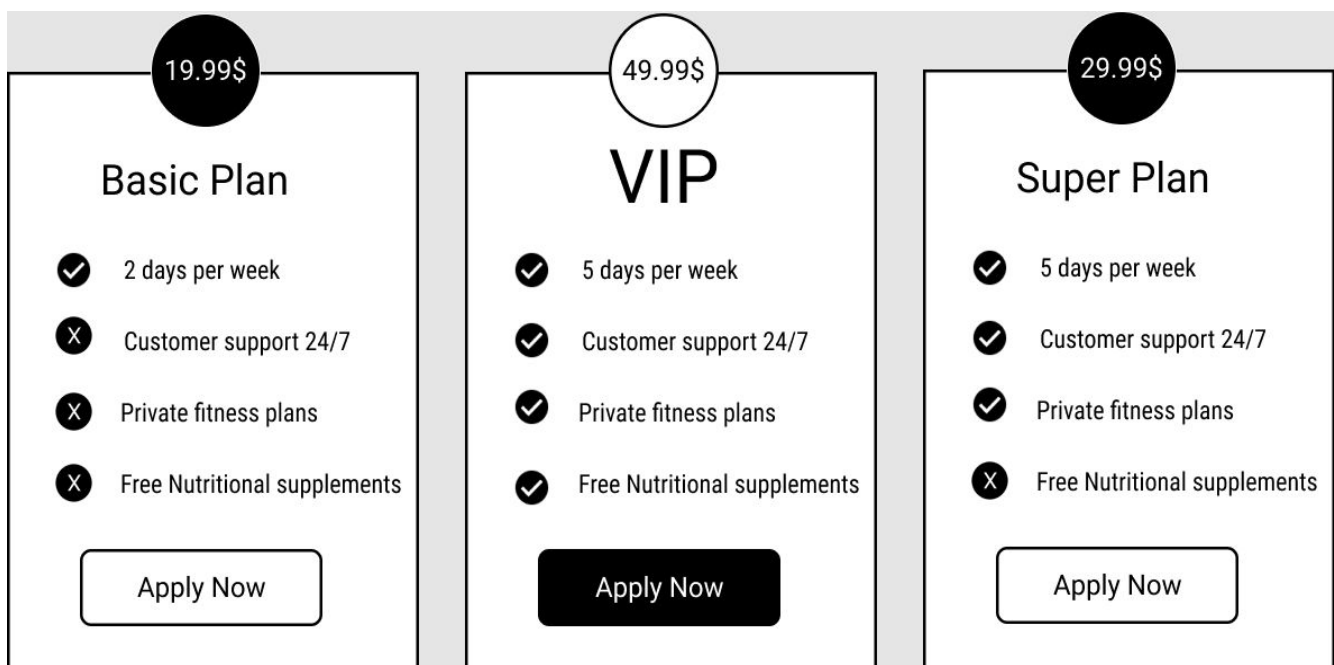 19.99$
Basic Plan
2 days per week
X Customer support 24/7
X Private fitness plans
X Free Nutritional supplements
Apply Now
49.99$
VIP
5 days per week
Customer support 24/7
Private fitness plans
Free Nutritional supplements
Apply Now
29.99$
Super Plan
5 days per week
Customer support 24/7
Private fitness plans
X Free Nutritional supplements
Apply Now